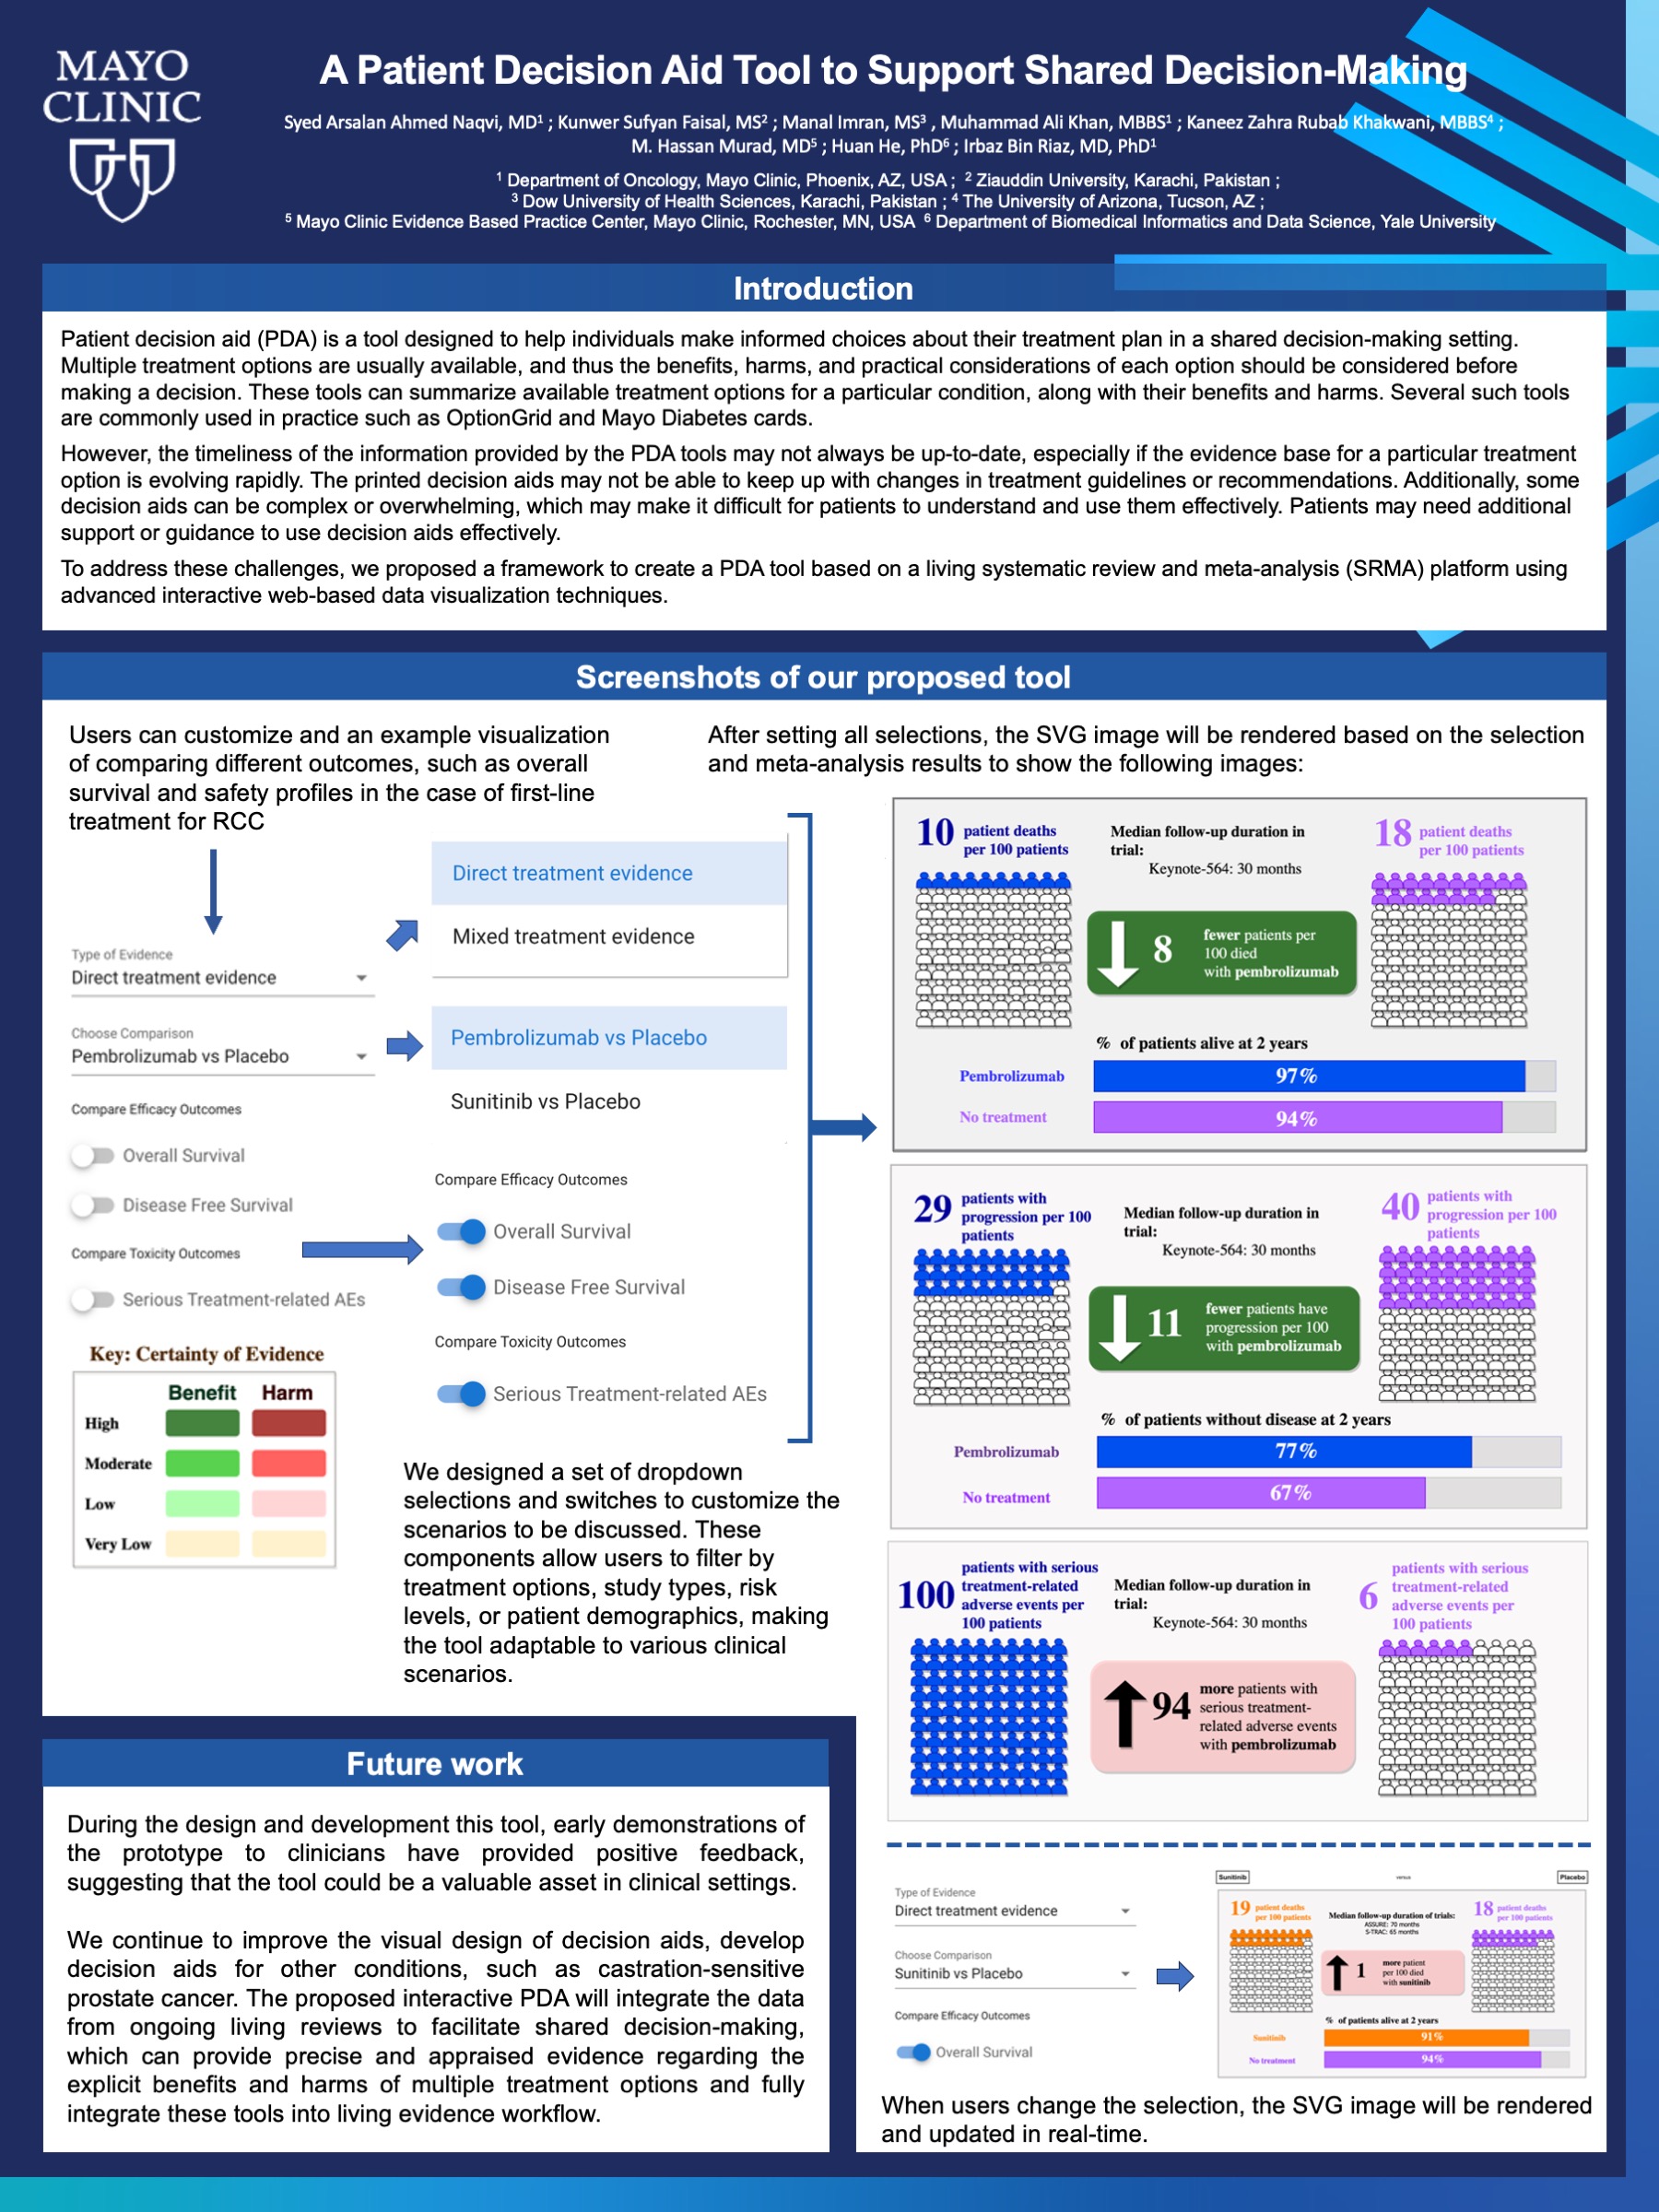 MAYO
CLINIC
A Patient Decision Aid Tool to Support Shared Decision-Making
Syed Arsalan Ahmed Naqvi, MD¹ ; Kunwer Sufyan Faisal, MS² ; Manal Imran, MS³ , Muhammad Ali Khan, MBBS¹ ; Kaneez Zahra Rubab Khakwani, MBBS⁴ ;
M. Hassan Murad, MD⁵ ; Huan He, PhD⁶ ; Irbaz Bin Riaz, MD, PhD¹
¹ Department of Oncology, Mayo Clinic, Phoenix, AZ, USA ; ² Ziauddin University, Karachi, Pakistan ;
³ Dow University of Health Sciences, Karachi, Pakistan ; ⁴ The University of Arizona, Tucson, AZ ;
⁵ Mayo Clinic Evidence Based Practice Center, Mayo Clinic, Rochester, MN, USA ⁶ Department of Biomedical Informatics and Data Science, Yale University
Introduction
Patient decision aid (PDA) is a tool designed to help individuals make informed choices about their treatment plan in a shared decision-making setting.
Multiple treatment options are usually available, and thus the benefits, harms, and practical considerations of each option should be considered before
making a decision. These tools can summarize available treatment options for a particular condition, along with their benefits and harms. Several such tools
are commonly used in practice such as OptionGrid and Mayo Diabetes cards.
However, the timeliness of the information provided by the PDA tools may not always be up-to-date, especially if the evidence base for a particular treatment
option is evolving rapidly. The printed decision aids may not be able to keep up with changes in treatment guidelines or recommendations. Additionally, some
decision aids can be complex or overwhelming, which may make it difficult for patients to understand and use them effectively. Patients may need additional
support or guidance to use decision aids effectively.
To address these challenges, we proposed a framework to create a PDA tool based on a living systematic review and meta-analysis (SRMA) platform using
advanced interactive web-based data visualization techniques.
Screenshots of our proposed tool
Users can customize and an example visualization
of comparing different outcomes, such as overall
survival and safety profiles in the case of first-line
treatment for RCC
Type of Evidence
Direct treatment evidence
Choose Comparison
Pembrolizumab vs Placebo
Compare Efficacy Outcomes
Overall Survival
Disease Free Survival
Compare Toxicity Outcomes
Serious Treatment-related AEs
Key: Certainty of Evidence
Benefit Harm
High
Moderate
Low
Very Low
Direct treatment evidence
Mixed treatment evidence
Pembrolizumab vs Placebo
Sunitinib vs Placebo
Compare Efficacy Outcomes
Overall Survival
Disease Free Survival
Compare Toxicity Outcomes
Serious Treatment-related AEs
We designed a set of dropdown
selections and switches to customize the
scenarios to be discussed. These
components allow users to filter by
treatment options, study types, risk
levels, or patient demographics, making
the tool adaptable to various clinical
scenarios.
After setting all selections, the SVG image will be rendered based on the selection
and meta-analysis results to show the following images:
10 patient deaths
per 100 patients
Median follow-up duration in
trial:
Keynote-564: 30 months
18 patient deaths
per 100 patients
8 fewer patients per
100 died
with pembrolizumab
% of patients alive at 2 years
Pembrolizumab 97%
No treatment 94%
29 patients with
progression per 100
patients
Median follow-up duration in
trial:
Keynote-564: 30 months
40 patients with
progression per 100
patients
11 fewer patients have
progression per 100
with pembrolizumab
% of patients without disease at 2 years
Pembrolizumab 77%
No treatment 67%
100 patients with serious
treatment-related
adverse events per
100 patients
Median follow-up duration in
trial:
Keynote-564: 30 months
6 patients with serious
treatment-related
adverse events per
100 patients
94 more patients with
serious treatment-
related adverse events
with pembrolizumab
Type of Evidence
Direct treatment evidence
Choose Comparison
Sunitinib vs Placebo
Compare Efficacy Outcomes
Overall Survival
Sunitinib versus Placebo
19 patient deaths
per 100 patients
Median follow-up duration of trials:
ASSURE: 70 months
S-TRAC: 65 months
18 patient deaths
per 100 patients
1 more patient
per 100 died
with sunitinib
% of patients alive at 2 years
Sunitinib 91%
No treatment 94%
When users change the selection, the SVG image will be rendered
and updated in real-time.
Future work
During the design and development this tool, early demonstrations of
the prototype to clinicians have provided positive feedback,
suggesting that the tool could be a valuable asset in clinical settings.
We continue to improve the visual design of decision aids, develop
decision aids for other conditions, such as castration-sensitive
prostate cancer. The proposed interactive PDA will integrate the data
from ongoing living reviews to facilitate shared decision-making,
which can provide precise and appraised evidence regarding the
explicit benefits and harms of multiple treatment options and fully
integrate these tools into living evidence workflow.